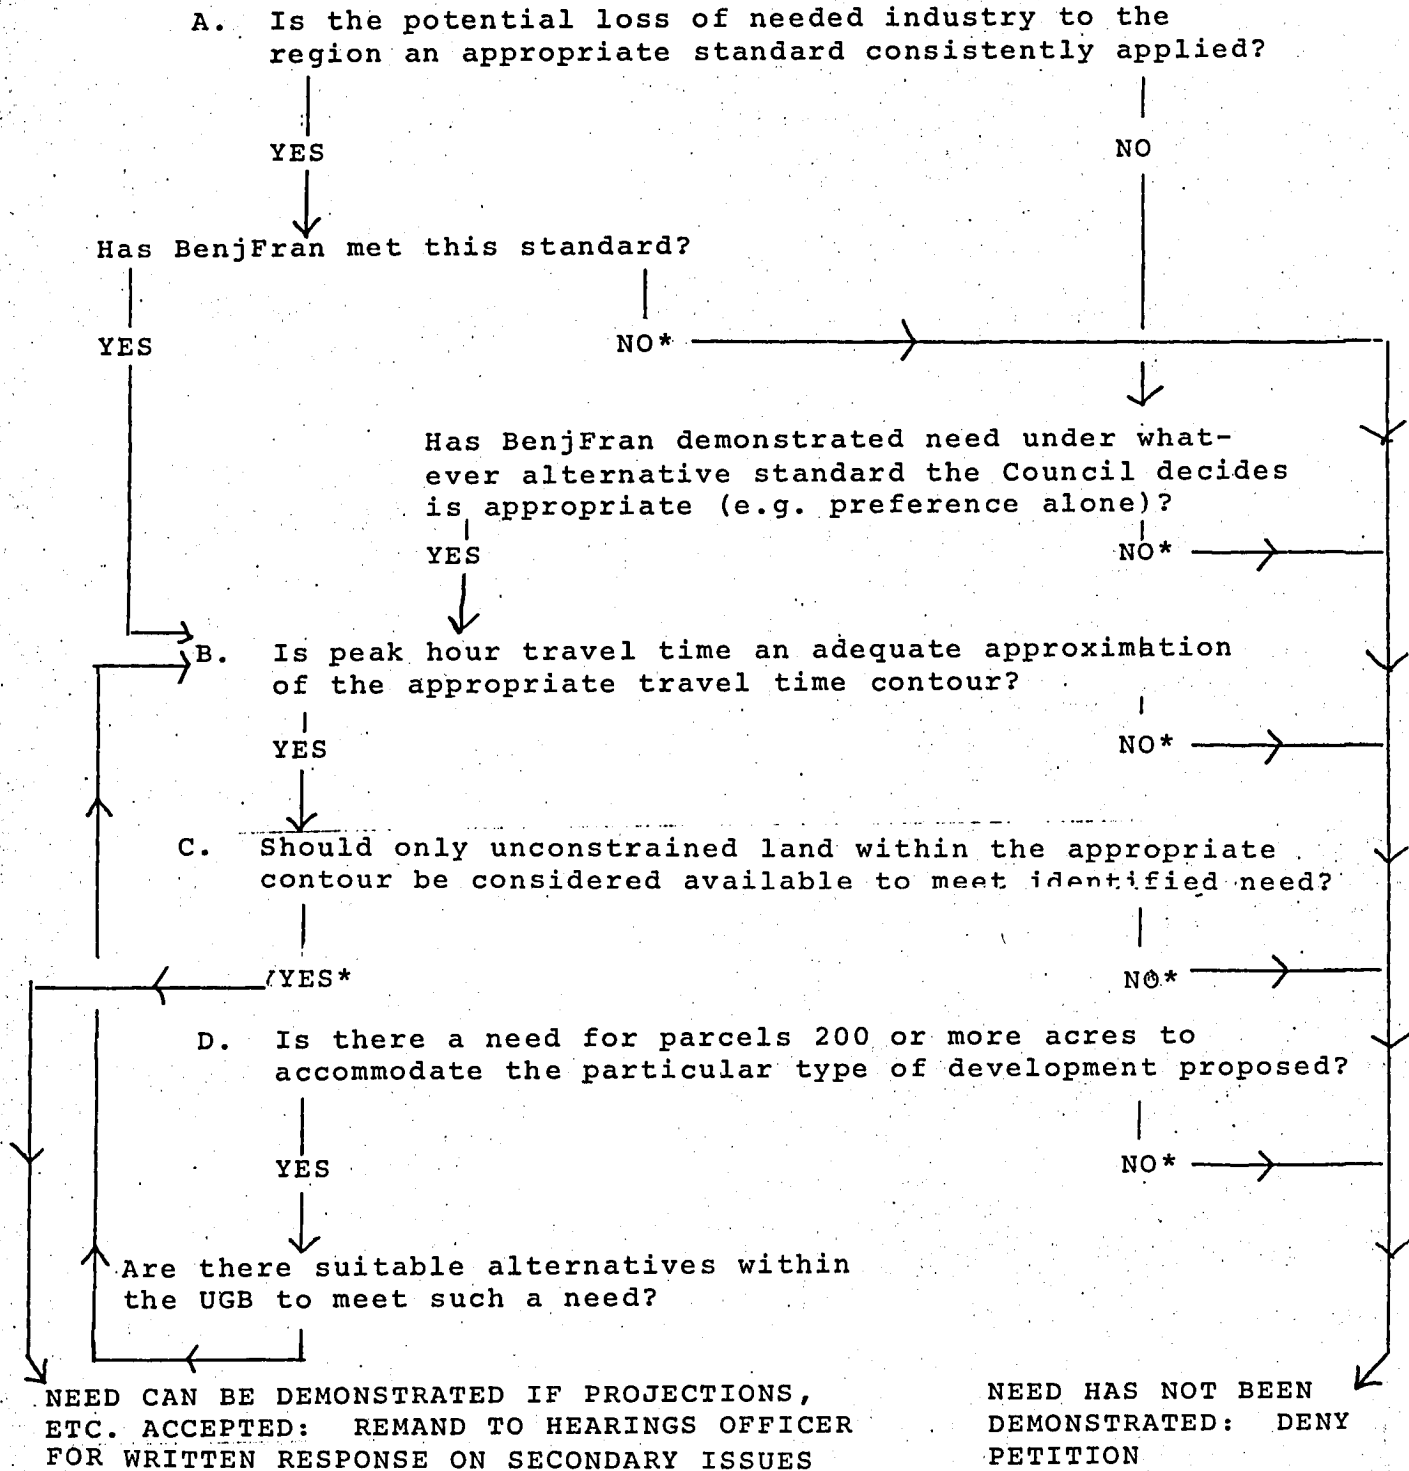 A. Is the potential loss of needed industry to the
region an appropriate standard consistently applied?
YES
NO
Has BenjFran met this standard?
YES
NO*
Has BenjFran demonstrated need under what-
ever alternative standard the Council decides
is appropriate (e.g. preference alone)?
YES
NO*
B. Is peak hour travel time an adequate approximation
of the appropriate travel time contour?
YES
NO*
C. Should only unconstrained land within the appropriate
contour be considered available to meet identified need?
YES*
NO*
D. Is there a need for parcels 200 or more acres to
accommodate the particular type of development proposed?
YES
NO*
Are there suitable alternatives within
the UGB to meet such a need?
NEED CAN BE DEMONSTRATED IF PROJECTIONS,
ETC. ACCEPTED: REMAND TO HEARINGS OFFICER
FOR WRITTEN RESPONSE ON SECONDARY ISSUES
NEED HAS NOT BEEN
DEMONSTRATED: DENY
PETITION